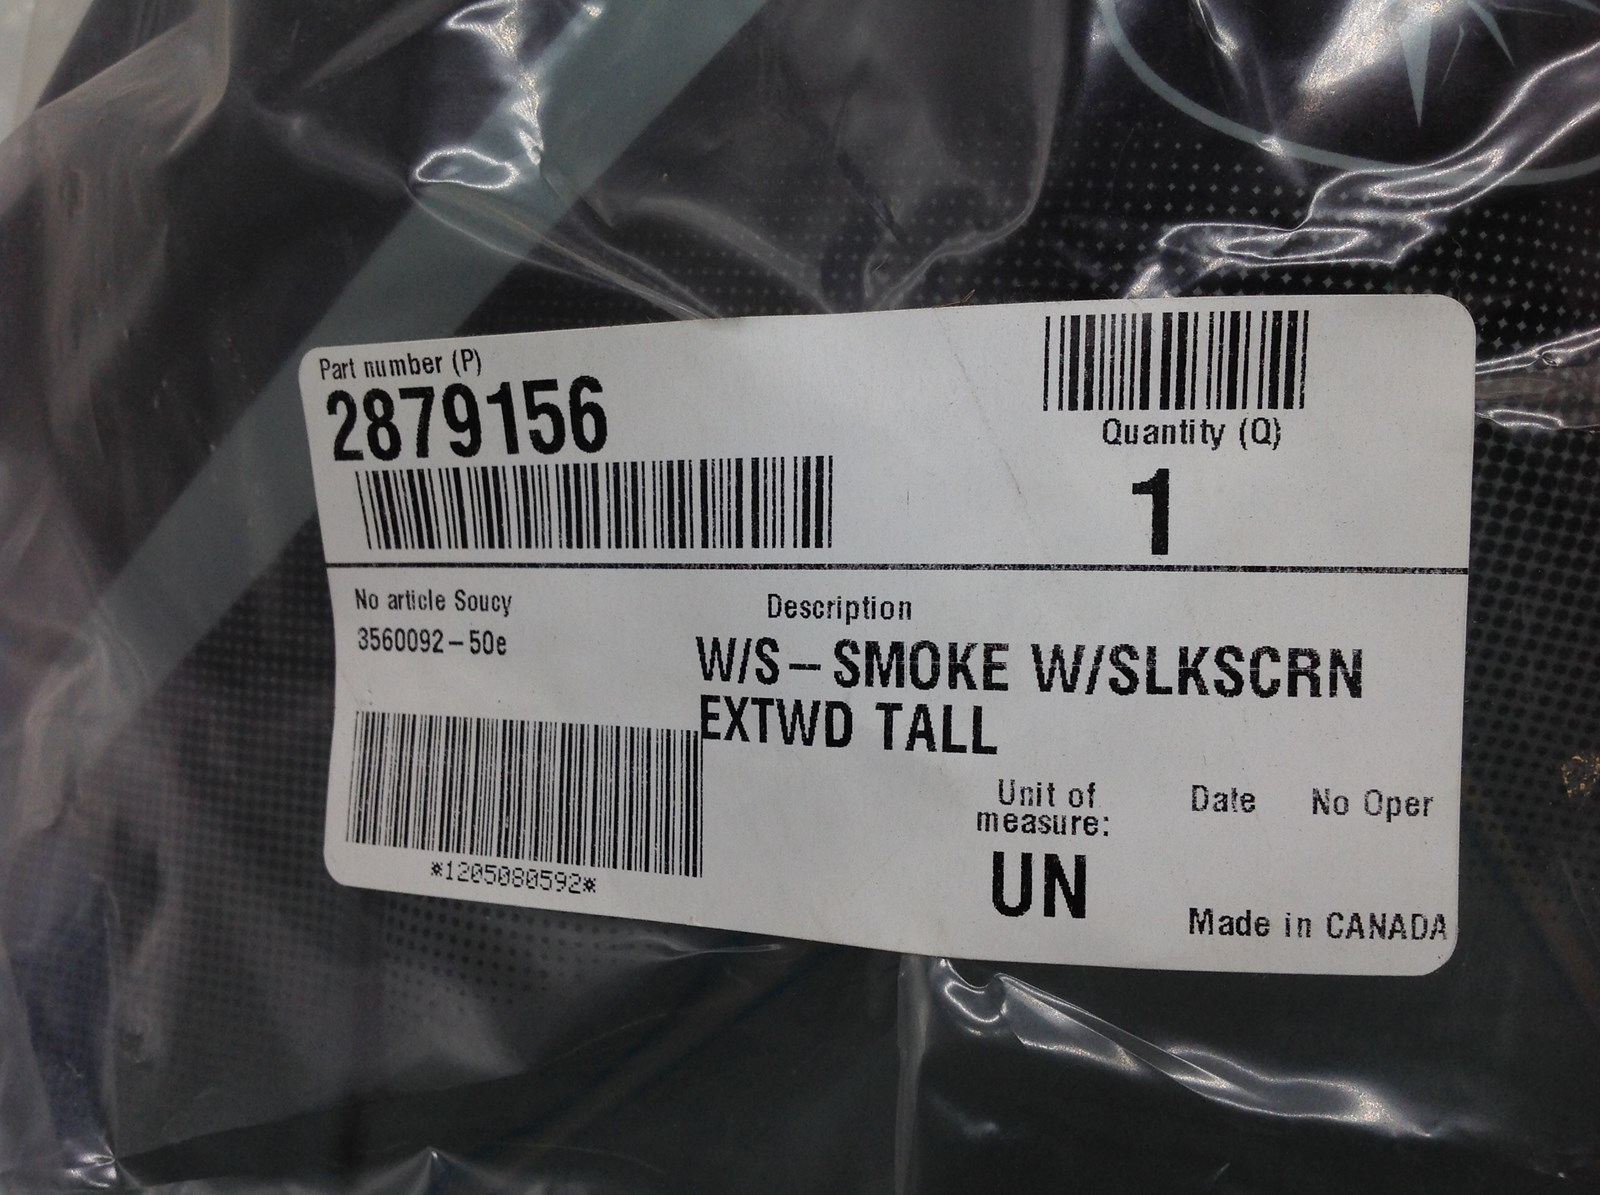 Part number (P)
2879156
Quantity (Q)
1
No article Soucy
3560092-50e
Description
W/S-SMOKE W/SLKSCRN
EXTWD TALL
*1205080592*
Unit of
measure:
UN
Date
No Oper
Made in CANADA